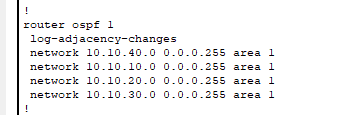 !
router ospf 1
 log-adjacency-changes
 network 10.10.40.0 0.0.0.255 area 1
 network 10.10.10.0 0.0.0.255 area 1
 network 10.10.20.0 0.0.0.255 area 1
 network 10.10.30.0 0.0.0.255 area 1
!